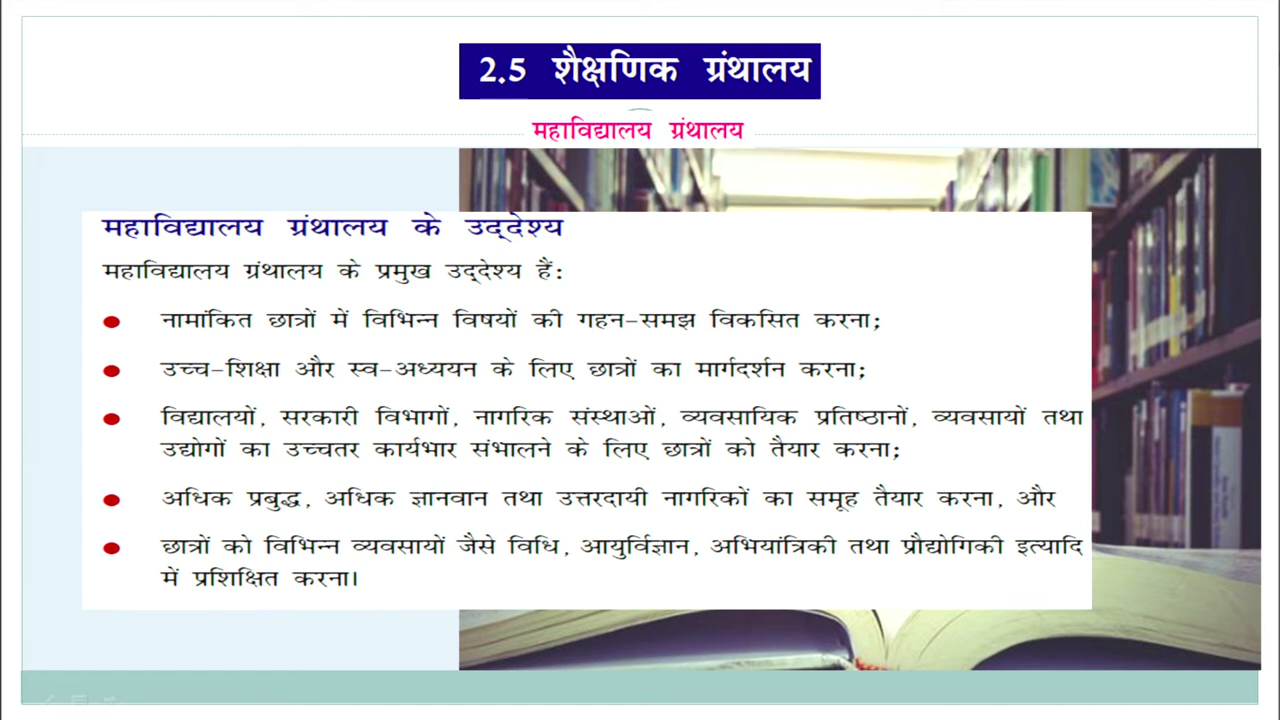 2.5 शैक्षणिक ग्रंथालय
महाविद्यालय ग्रंथालय
महाविद्यालय ग्रंथालय के उद्देश्य
महाविद्यालय ग्रंथालय के प्रमुख उद्देश्य हैं:
● नामांकित छात्रों में विभिन्न विषयों की गहन-समझ विकसित करना;
● उच्च-शिक्षा और स्व-अध्ययन के लिए छात्रों का मार्गदर्शन करना;
● विद्यालयों, सरकारी विभागों, नागरिक संस्थाओं, व्यवसायिक प्रतिष्ठानों, व्यवसायों तथा
उद्योगों का उच्चतर कार्यभार संभालने के लिए छात्रों को तैयार करना;
● अधिक प्रबुद्ध, अधिक ज्ञानवान तथा उत्तरदायी नागरिकों का समूह तैयार करना, और
● छात्रों को विभिन्न व्यवसायों जैसे विधि, आयुर्विज्ञान, अभियांत्रिकी तथा प्रौद्योगिकी इत्यादि
में प्रशिक्षित करना।